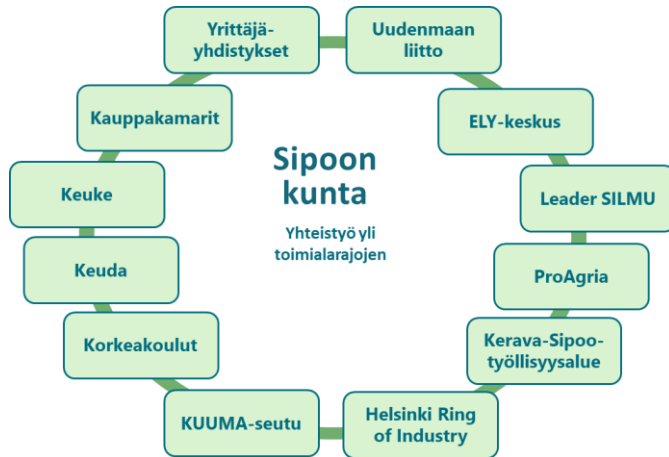 Yrittäjä-
yhdistykset
Uudenmaan
liitto
Kauppakamarit
ELY-keskus
Sipoon
kunta
Yhteistyö yli
toimialarajojen
Keuke
Leader SILMU
Keuda
ProAgria
Korkeakoulut
Kerava-Sipoo-
työllisyysalue
KUUMA-seutu
Helsinki Ring
of Industry